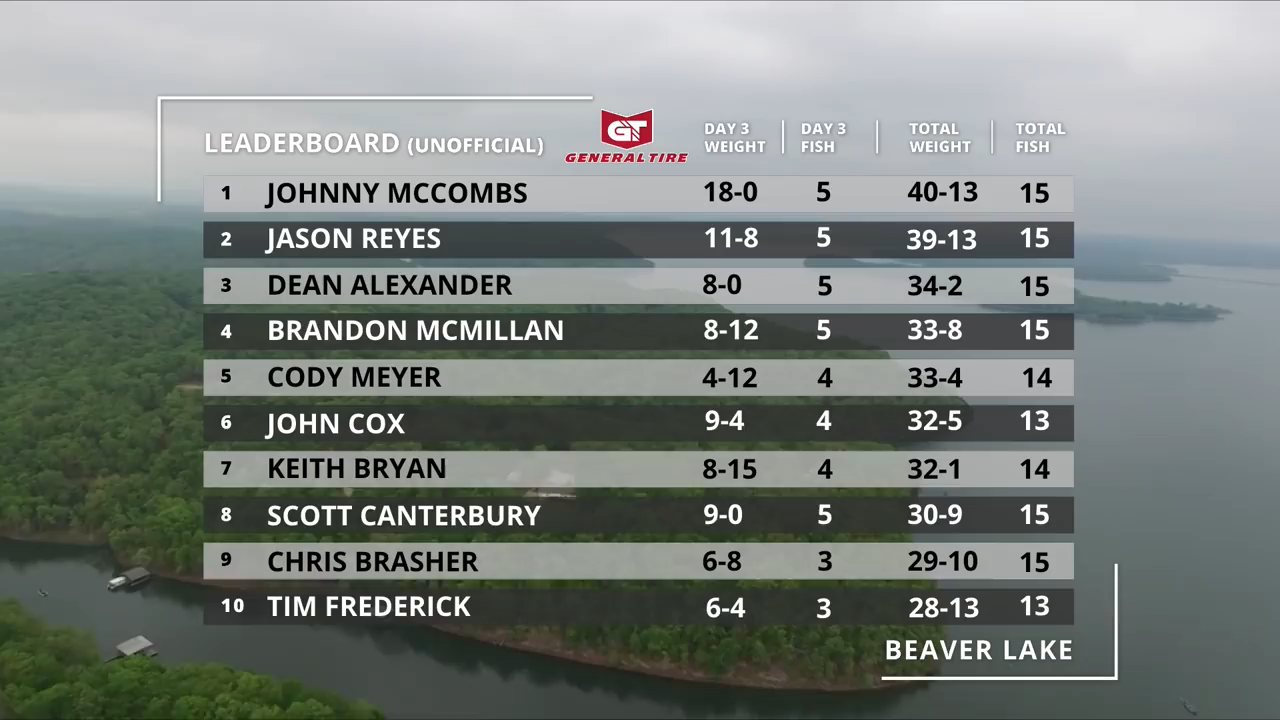 LEADERBOARD (UNOFFICIAL)
GT
GENERAL TIRE
DAY 3 WEIGHT
DAY 3 FISH
TOTAL WEIGHT
TOTAL FISH
1 JOHNNY MCCOMBS 18-0 5 40-13 15
2 JASON REYES 11-8 5 39-13 15
3 DEAN ALEXANDER 8-0 5 34-2 15
4 BRANDON MCMILLAN 8-12 5 33-8 15
5 CODY MEYER 4-12 4 33-4 14
6 JOHN COX 9-4 4 32-5 13
7 KEITH BRYAN 8-15 4 32-1 14
8 SCOTT CANTERBURY 9-0 5 30-9 15
9 CHRIS BRASHER 6-8 3 29-10 15
10 TIM FREDERICK 6-4 3 28-13 13
BEAVER LAKE